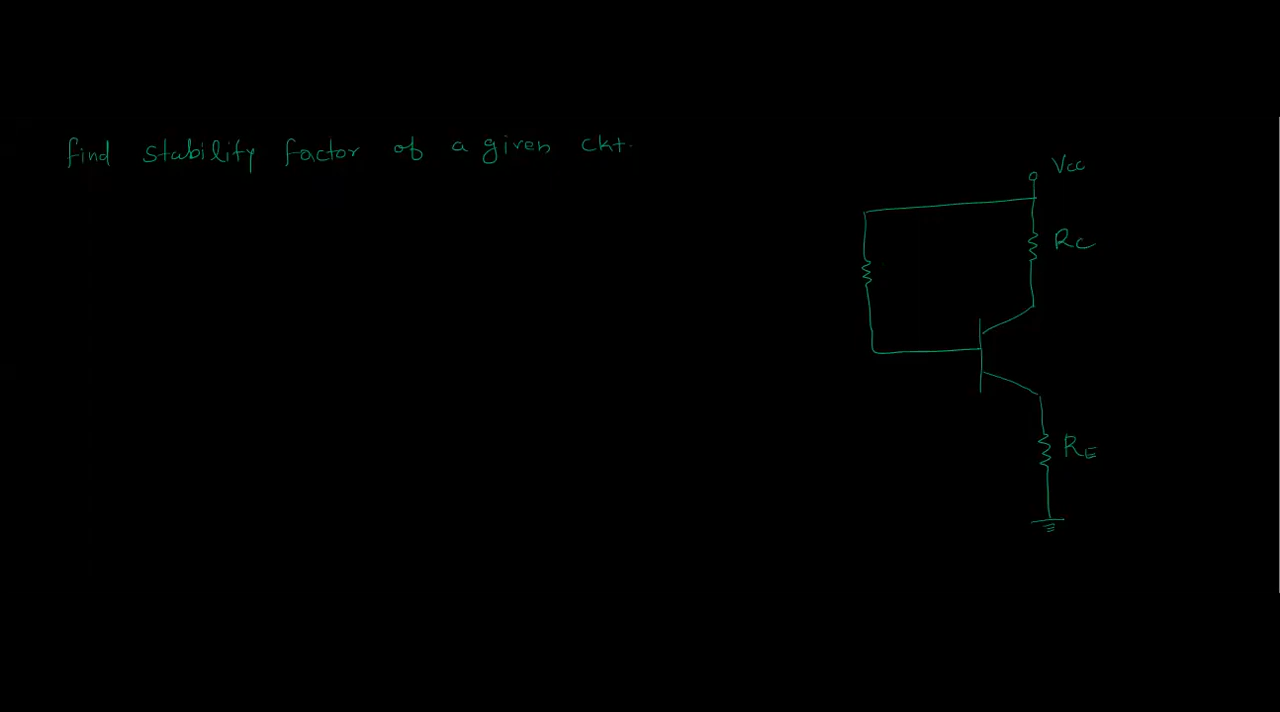 find stability factor of a given ckt.
Vcc
RC
RE